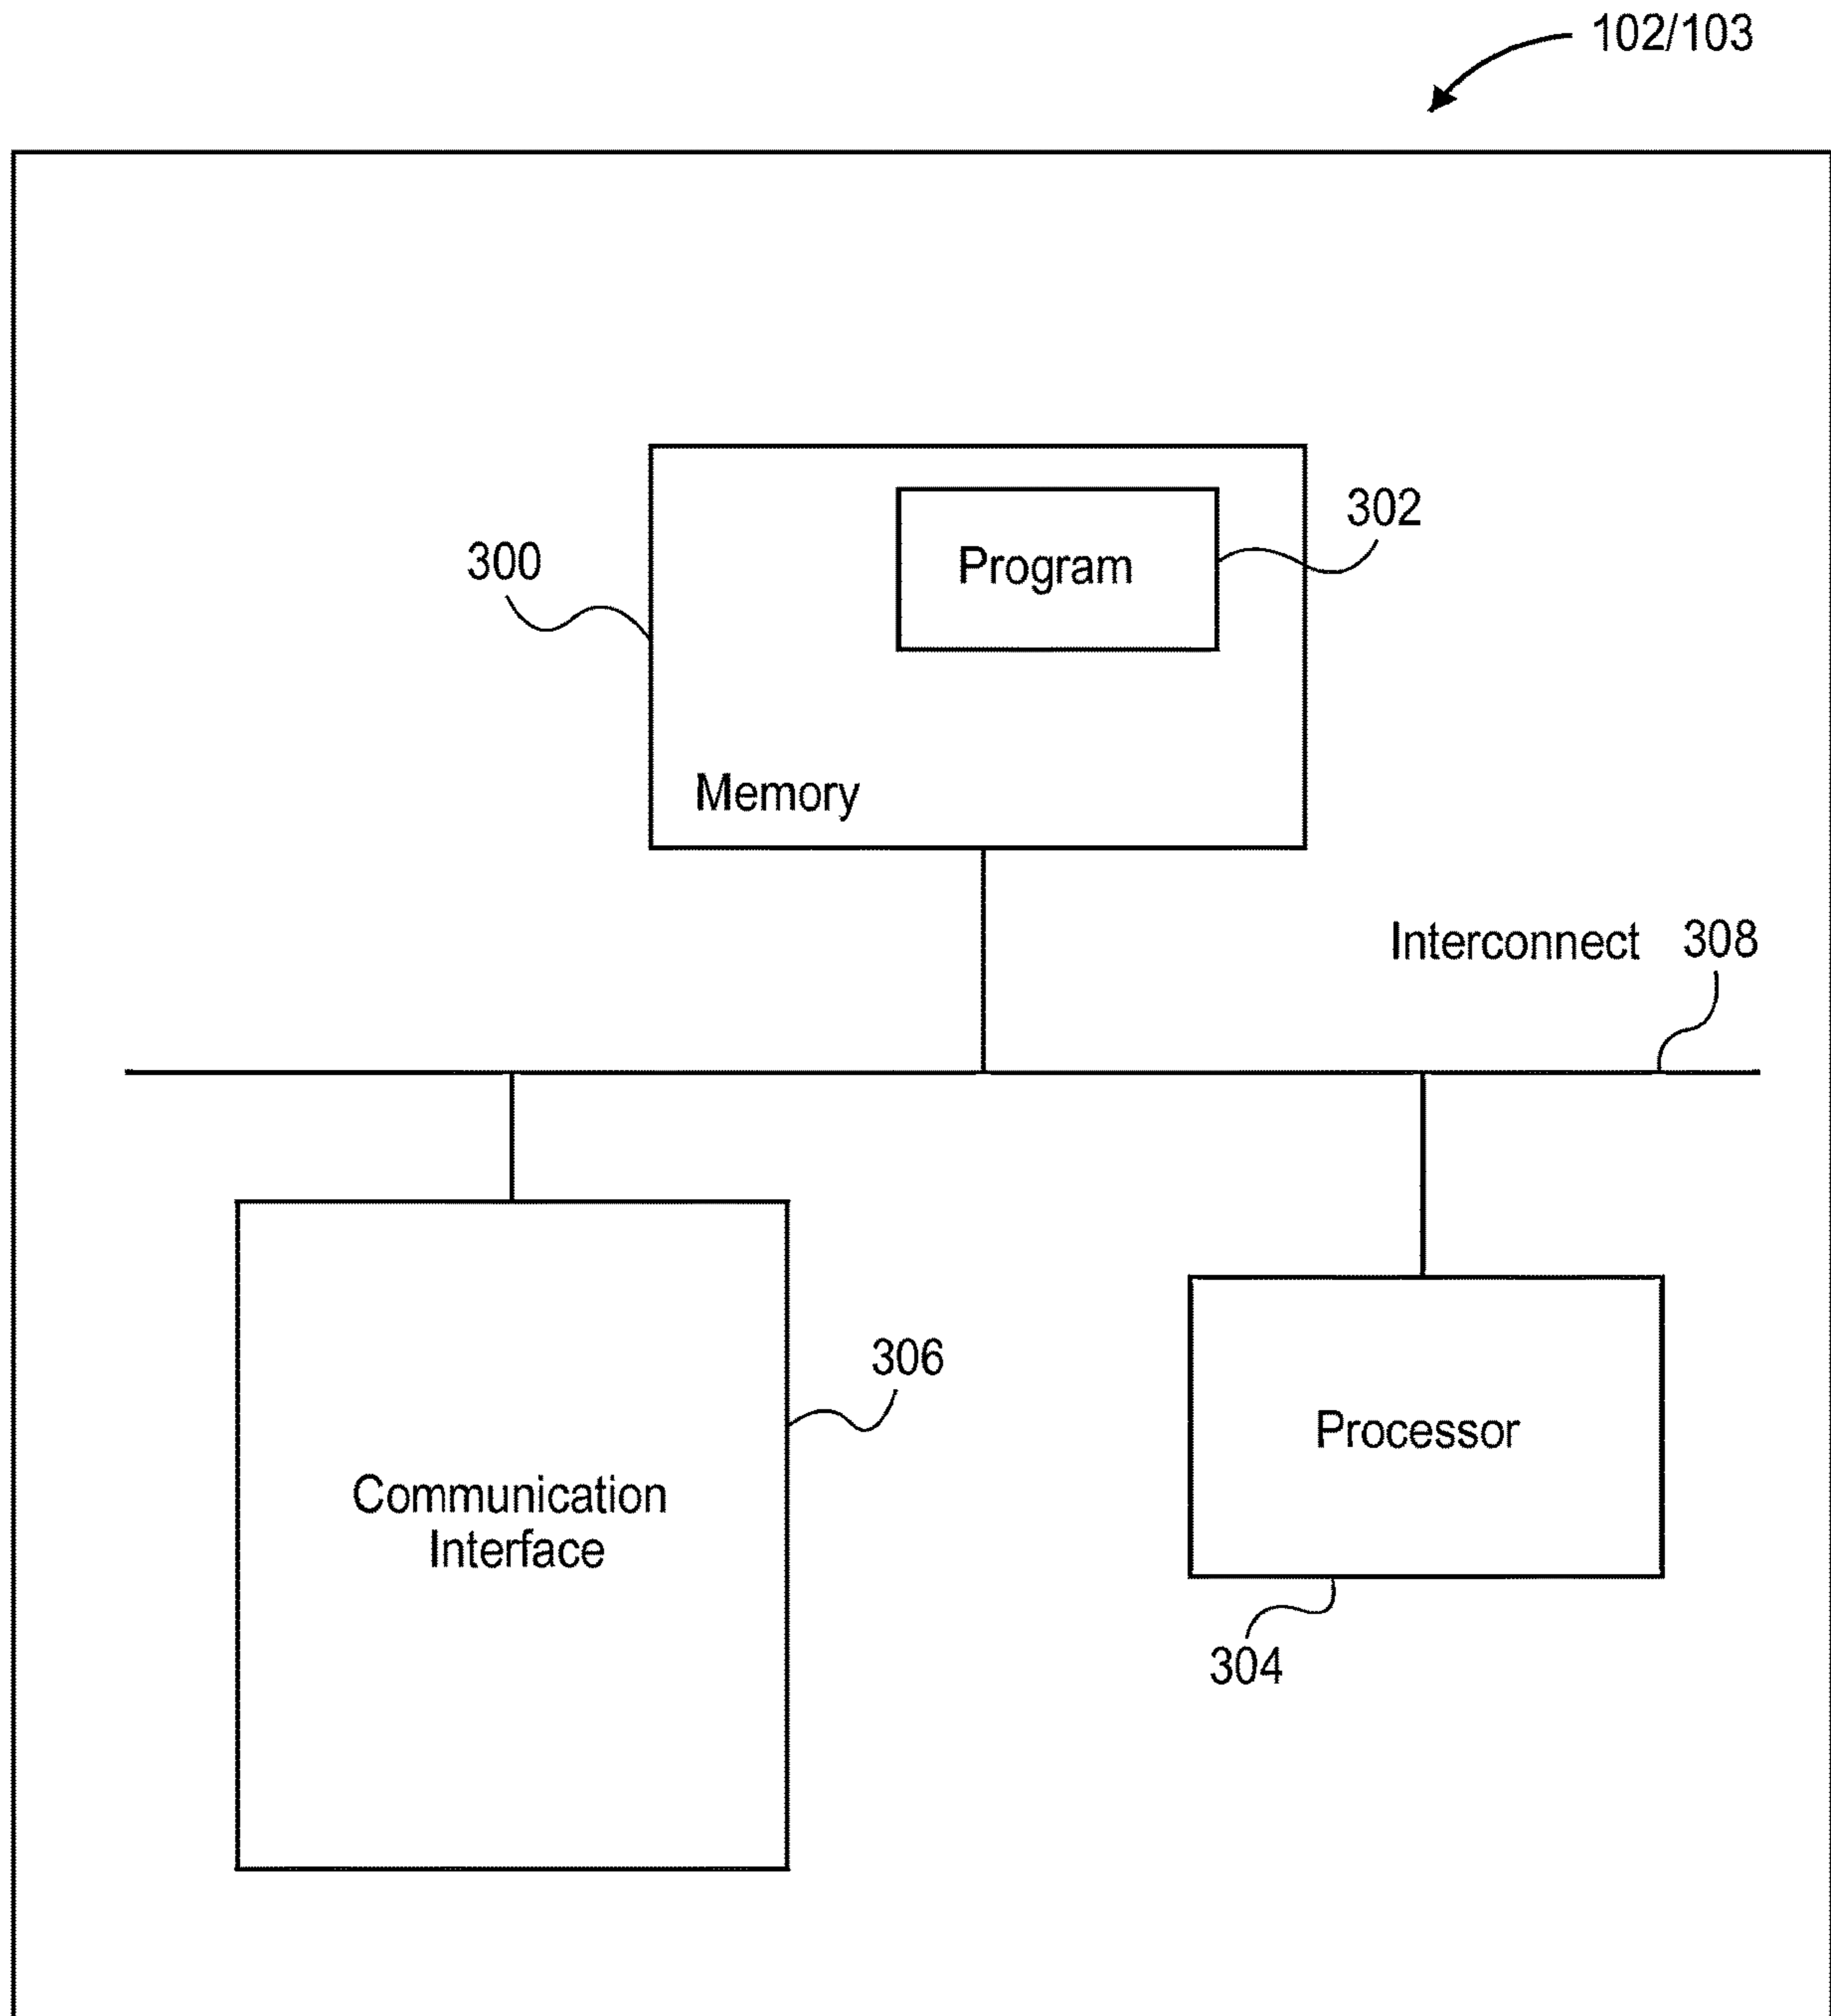 102/103
302
Program
300
Memory
Interconnect 308
306
Processor
Communication
Interface
304